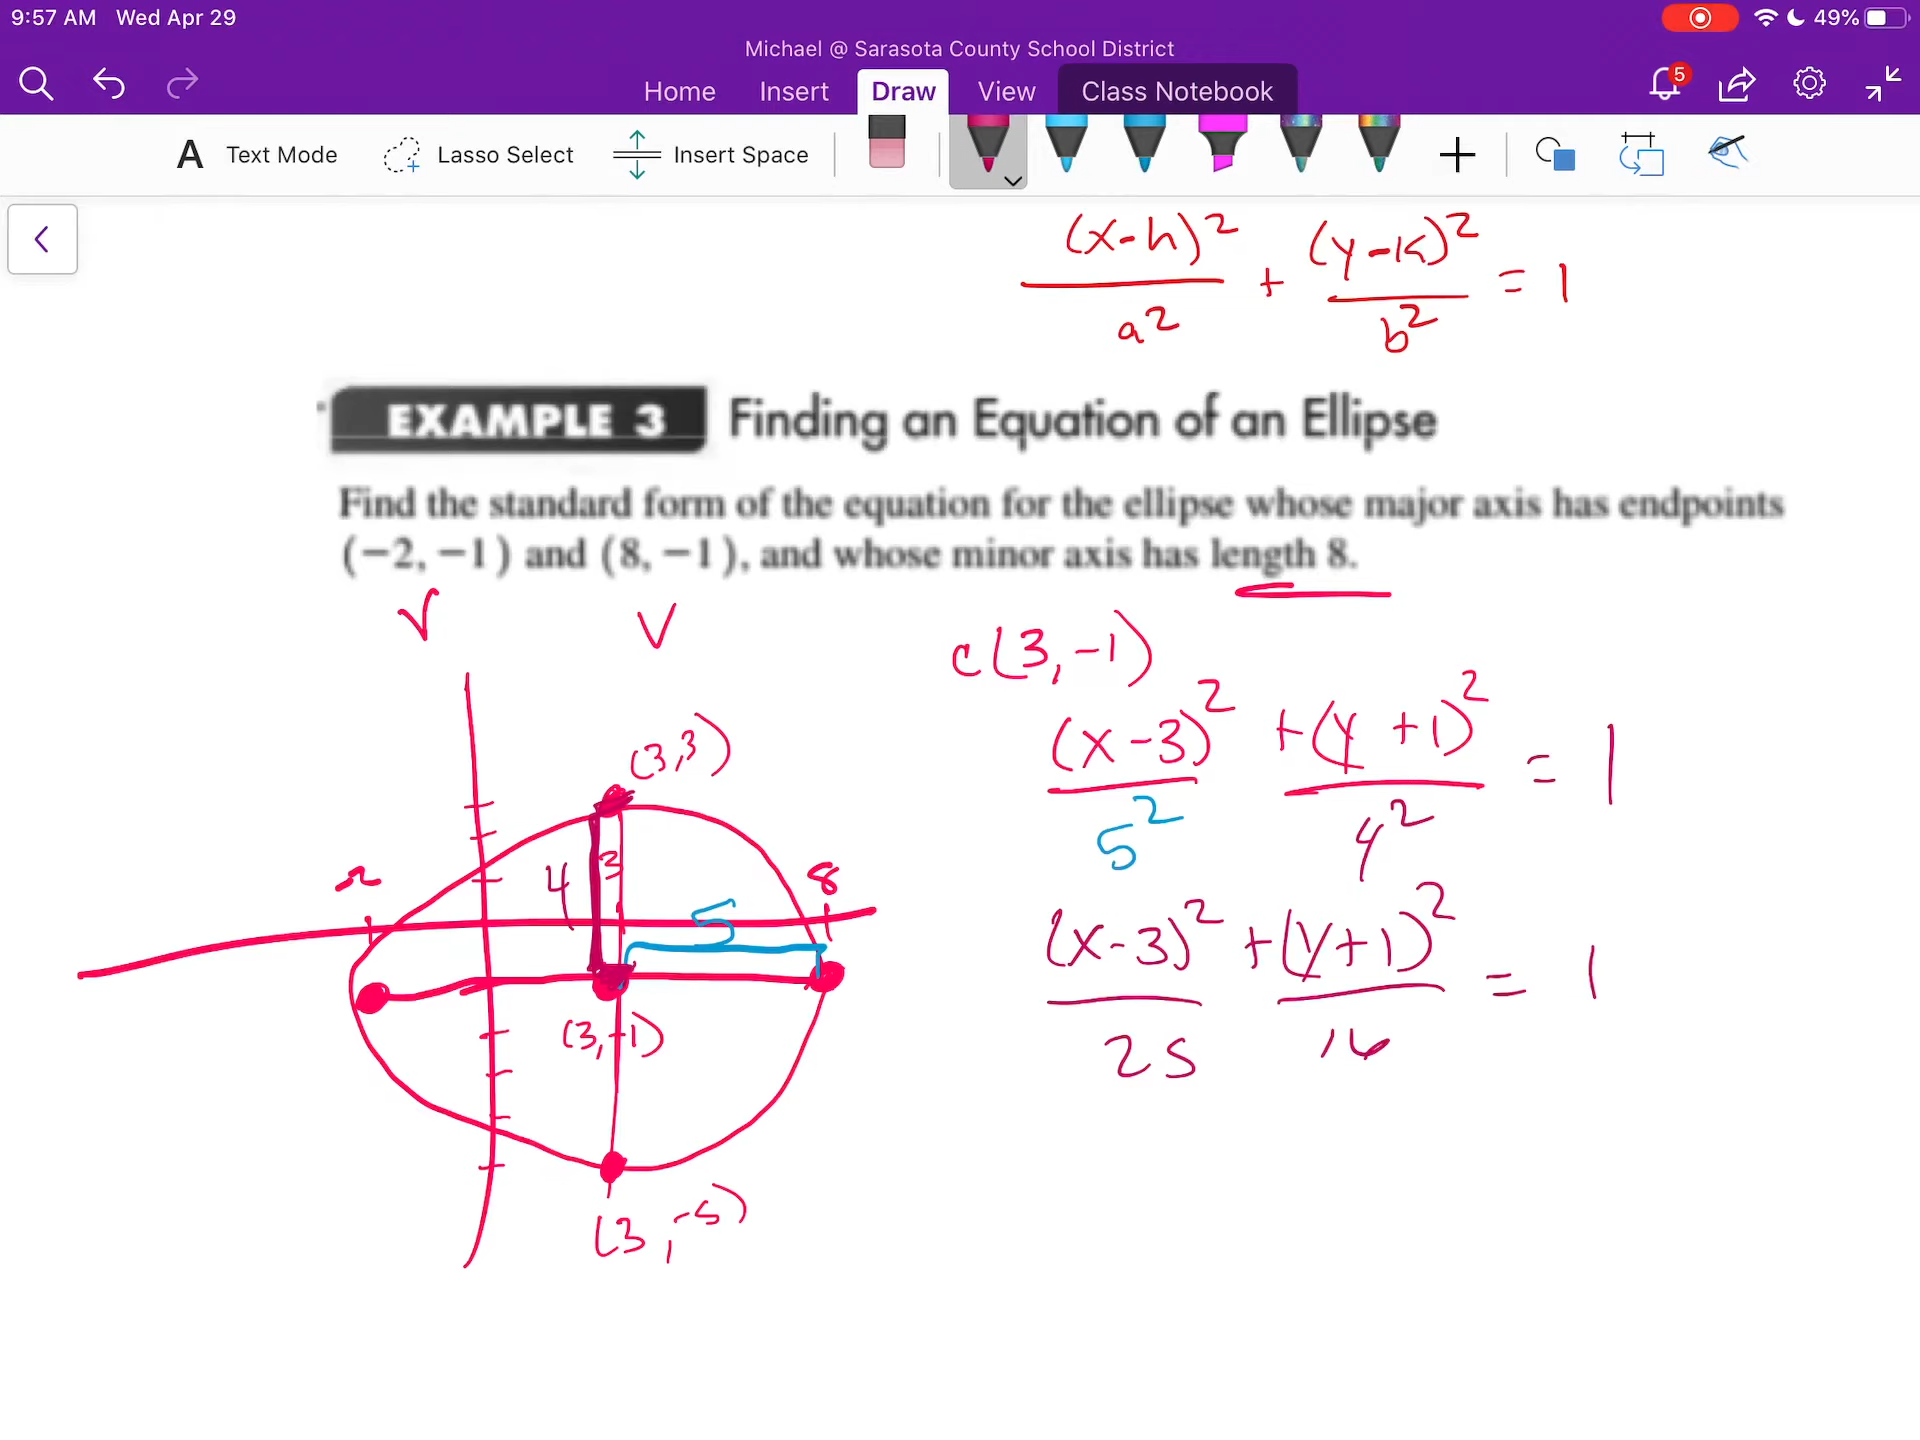 9:57 AM Wed Apr 29
49%
Michael @ Sarasota County School District
Home Insert Draw View Class Notebook
5
A Text Mode Lasso Select Insert Space
(x-h)² / a² + (y-k)² / b² = 1
EXAMPLE 3 Finding an Equation of an Ellipse
Find the standard form of the equation for the ellipse whose major axis has endpoints
(−2, −1) and (8, −1), and whose minor axis has length 8.
V V
c(3,-1)
(x-3)² / 5² + (y+1)² / 4² = 1
(3,3)
4 3
-2 8
5
(x-3)² / 25 + (y+1)² / 16 = 1
(3,-1)
(3,-5)